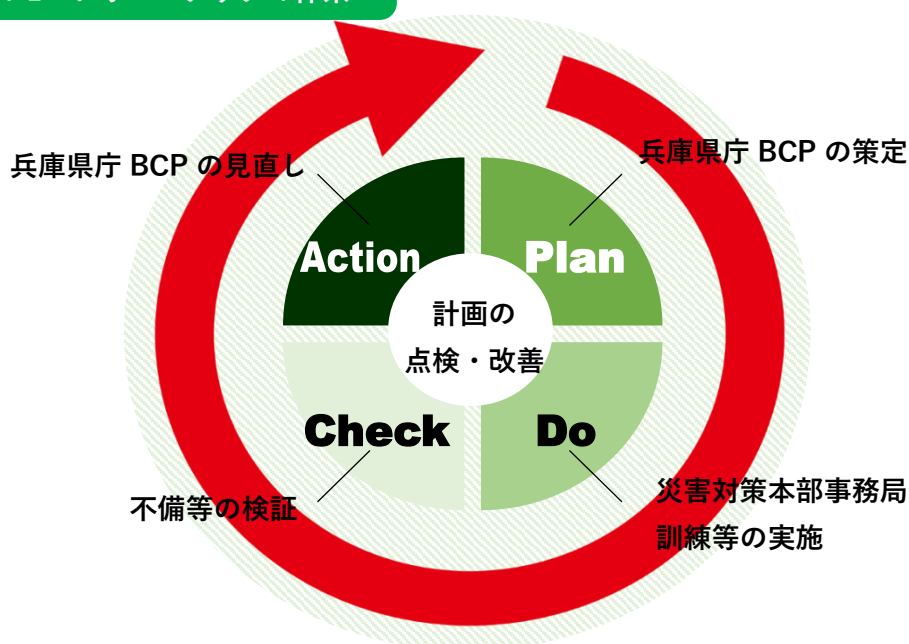 兵庫県庁 BCP の見直し
兵庫県庁 BCP の策定
Action
Plan
計画の
点検・改善
Check
Do
不備等の検証
災害対策本部事務局
訓練等の実施